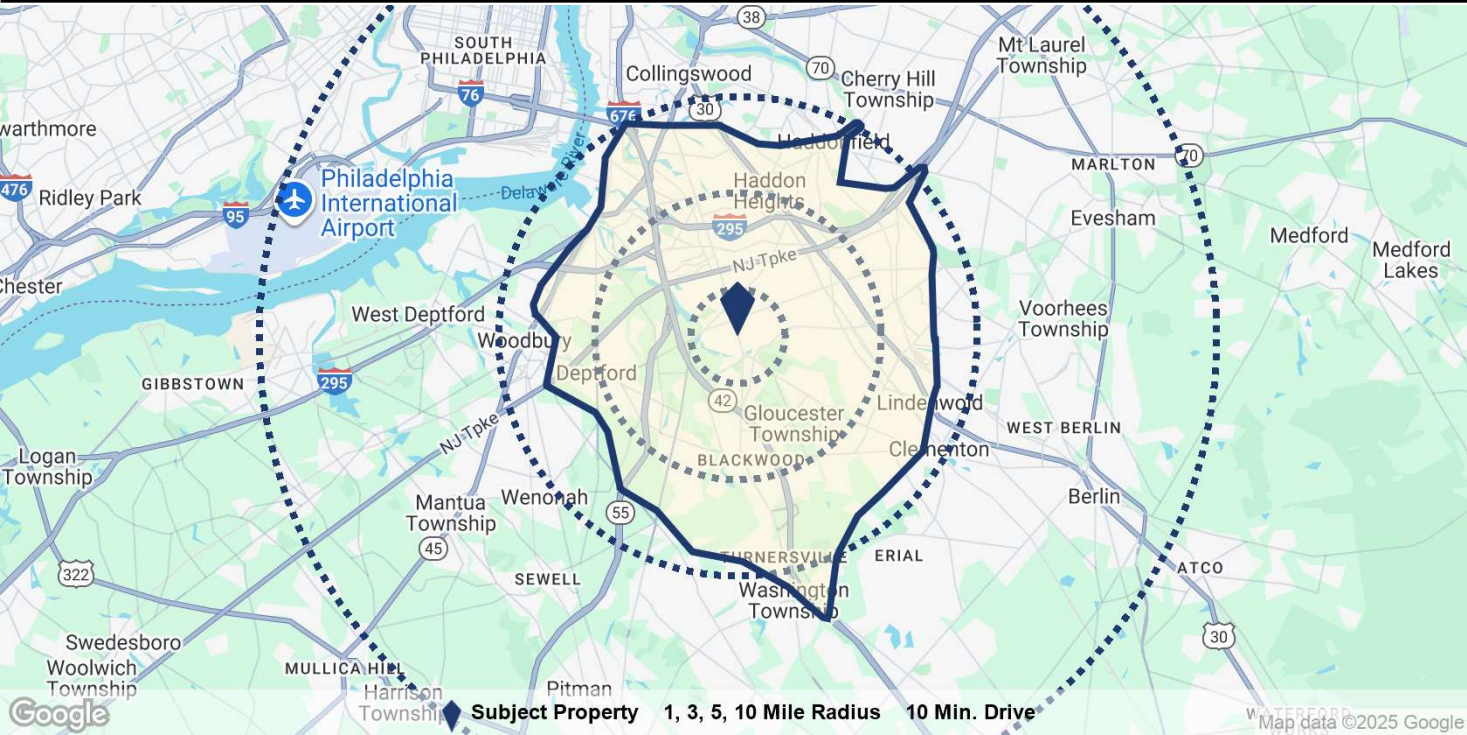 38
SOUTH
PHILADELPHIA
Mt Laurel
Township
Collingswood
70
Cherry Hill
Township
76
30
676
warthmore
Haddonfield
MARLTON
70
476
Ridley Park
Philadelphia
International
Airport
Delaware River
Haddon
Heights
95
295
Evesham
Medford
Medford
Lakes
NJ Tpke
Chester
West Deptford
Voorhees
Township
Woodbury
GIBBSTOWN
295
Deptford
42
Gloucester
Township
Lindenwold
WEST BERLIN
NJ Tpke
Clementon
BLACKWOOD
Logan
Township
Mantua
Township
Wenonah
55
Berlin
45
TURNERSVILLE
ERIAL
322
SEWELL
ATCO
Washington
Township
30
Swedesboro
Woolwich
Township
MULLICA HILL
Harrison
Township
Pitman
WATERFORD
WORKS
Google
Subject Property 1, 3, 5, 10 Mile Radius 10 Min. Drive
Map data ©2025 Google